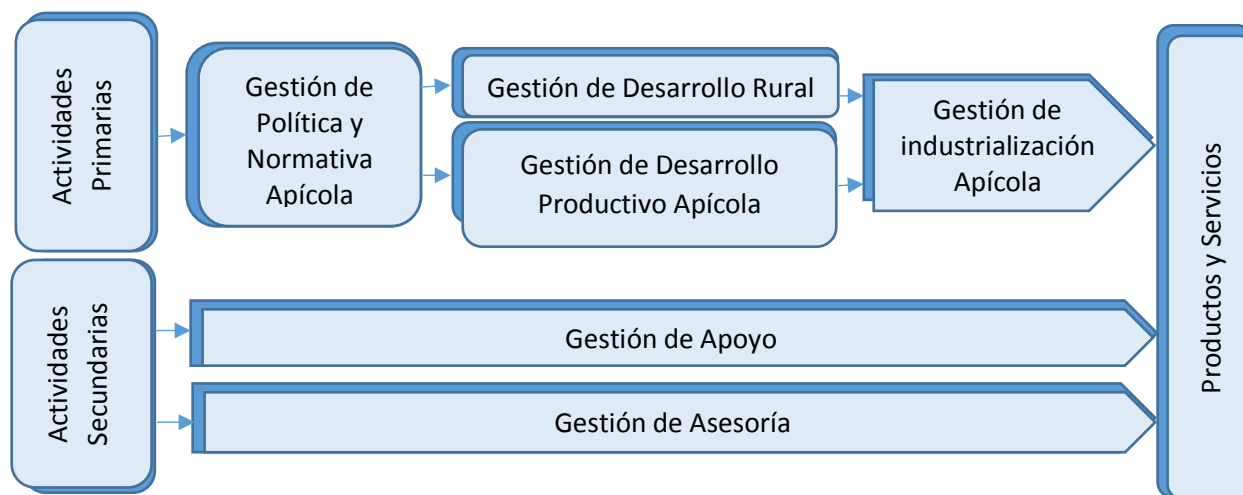 Actividades
Primarias
Gestión de
Política y
Normativa
Apícola
Gestión de Desarrollo Rural
Gestión de Desarrollo
Productivo Apícola
Gestión de
industrialización
Apícola
Actividades
Secundarias
Gestión de Apoyo
Gestión de Asesoría
Productos y Servicios